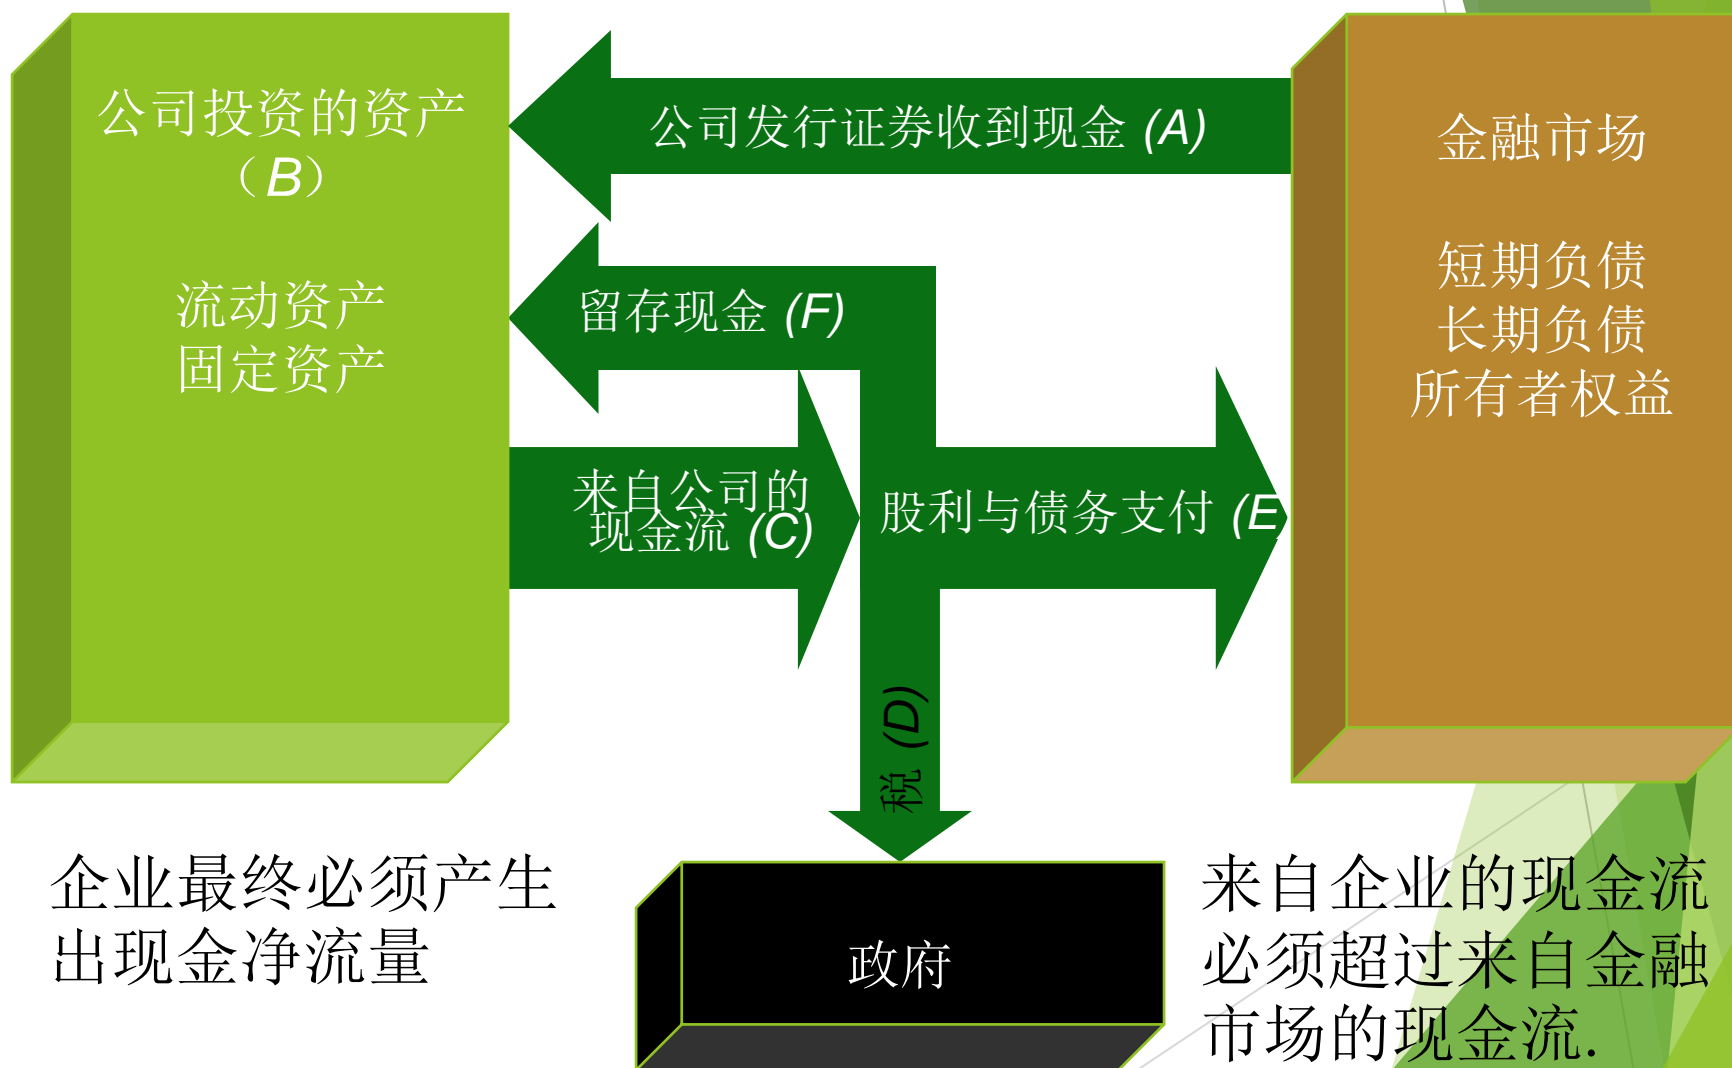 公司投资的资产
（B）
流动资产
固定资产
公司发行证券收到现金 (A)
留存现金 (F)
来自公司的
现金流 (C)
股利与债务支付 (E)
税 (D)
金融市场
短期负债
长期负债
所有者权益
政府
企业最终必须产生
出现金净流量
来自企业的现金流
必须超过来自金融
市场的现金流.